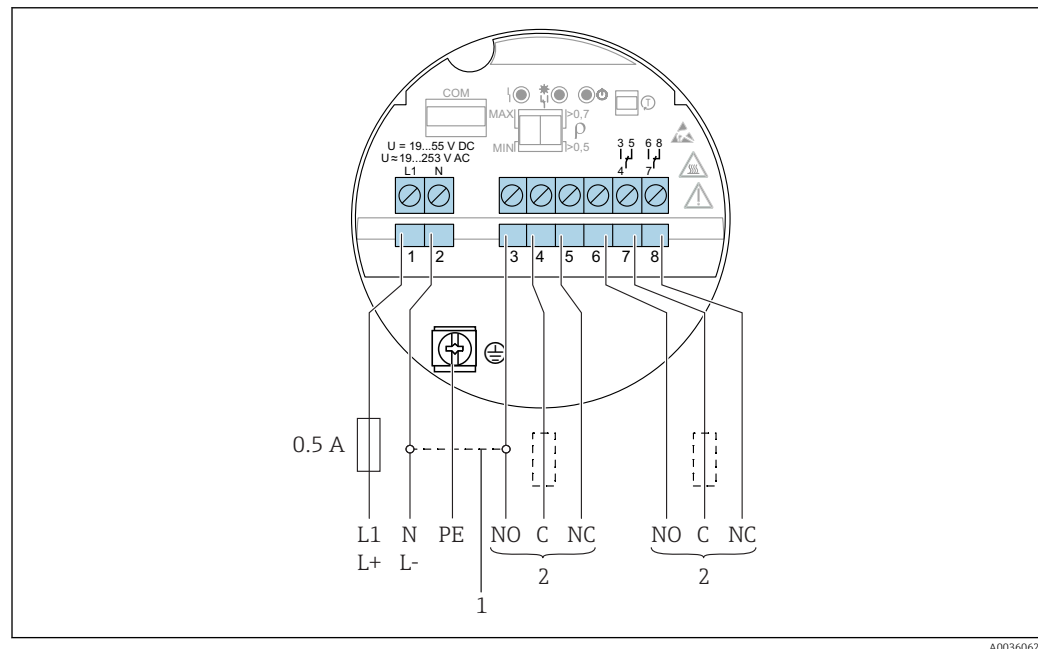 COM
MAX
>0,7
ρ
MIN
>0,5
T
U = 19...55 V DC
U ≈ 19...253 V AC
L1 N
3 5 6 8
4 7
1 2 3 4 5 6 7 8
0.5 A
L1 N PE NO C NC NO C NC
L+ L- 2 2
1
A0036062